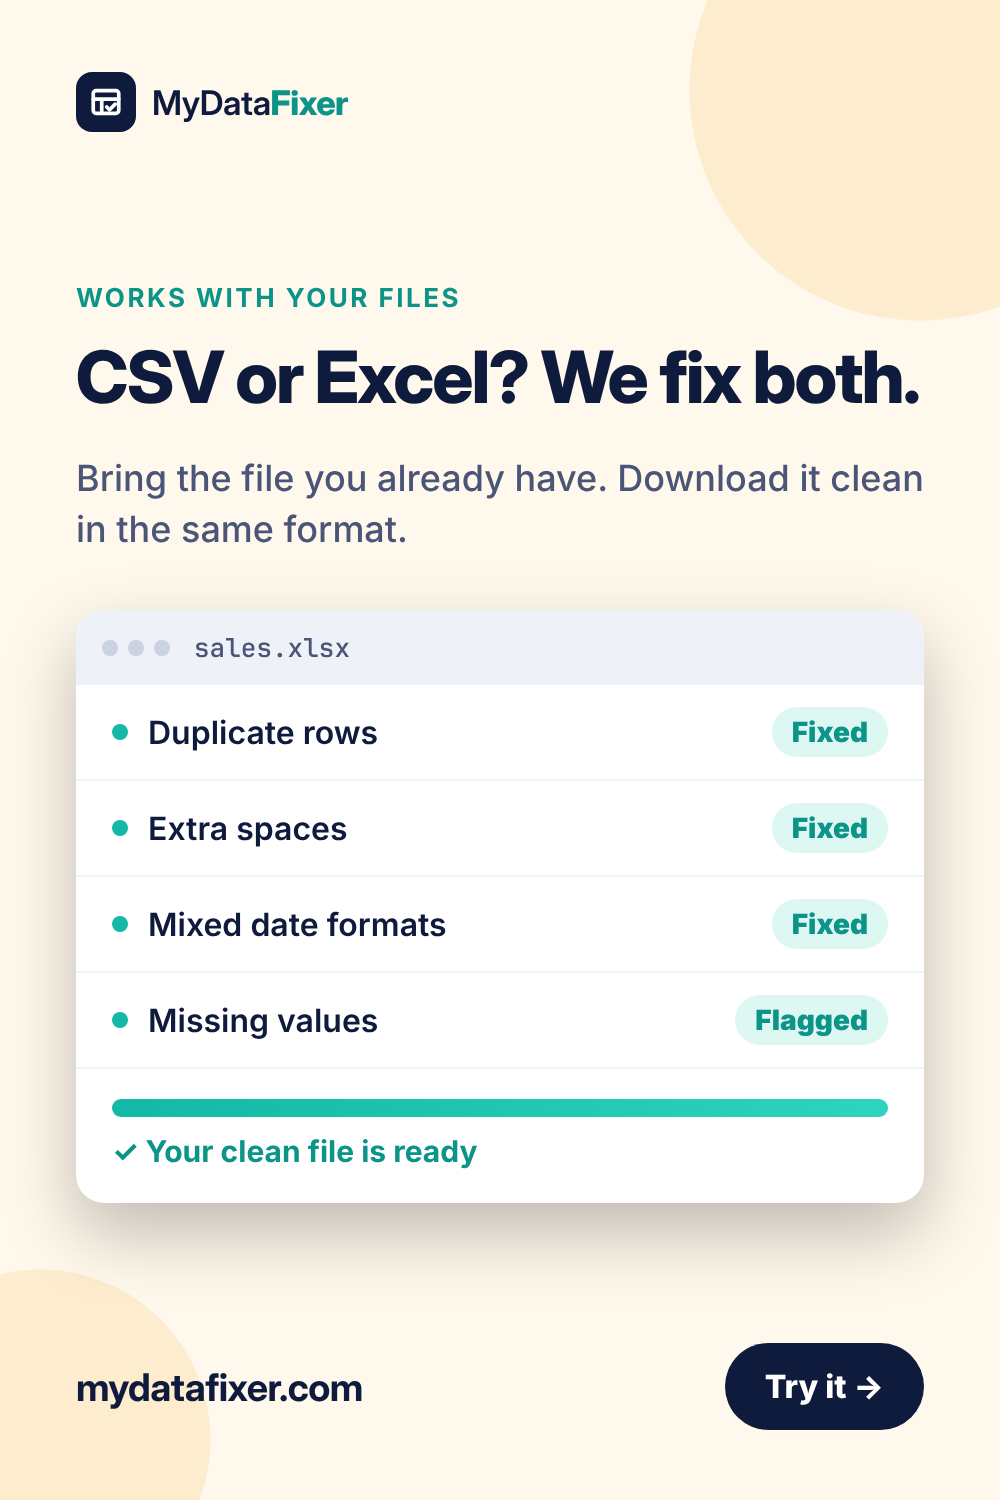 MyDataFixer
WORKS WITH YOUR FILES
CSV or Excel? We fix both.
Bring the file you already have. Download it clean
in the same format.
sales.xlsx
Duplicate rows Fixed
Extra spaces Fixed
Mixed date formats Fixed
Missing values Flagged
✓ Your clean file is ready
mydatafixer.com Try it →